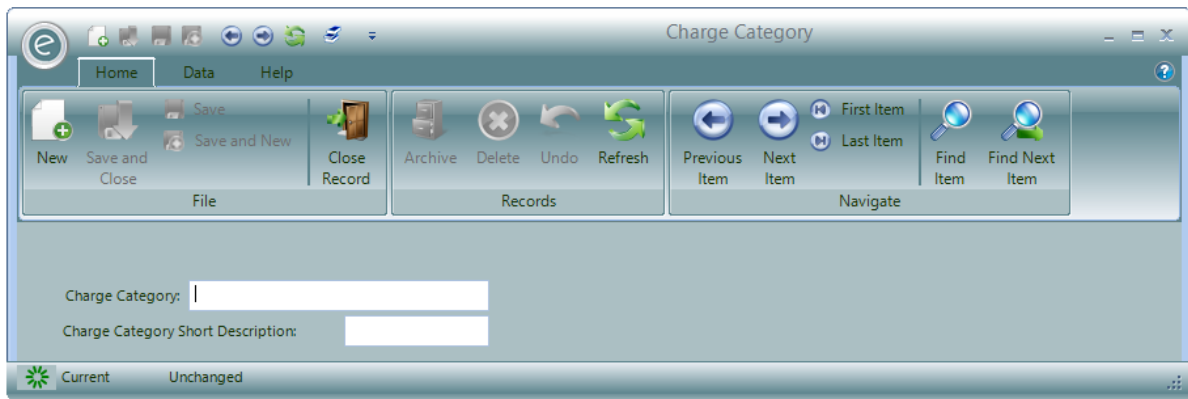 e
Charge Category
Home Data Help
New
Save and Close
Save
Save and New
Close Record
File
Archive
Delete
Undo
Refresh
Records
Previous Item
Next Item
First Item
Last Item
Find Item
Find Next Item
Navigate
Charge Category:
Charge Category Short Description:
Current Unchanged